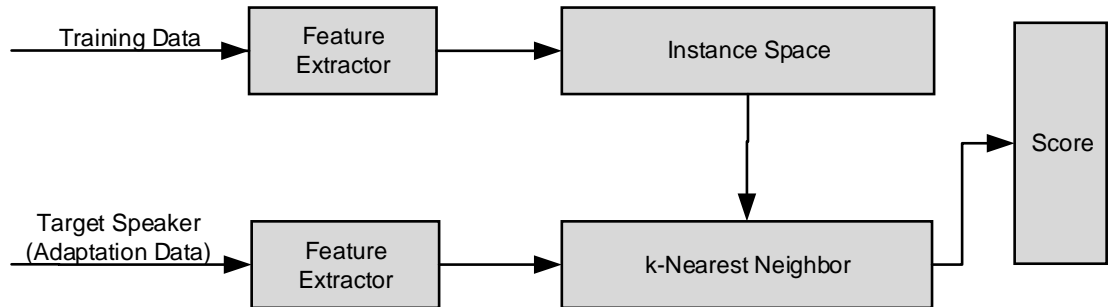 Training Data
Feature
Extractor
Instance Space
Score
Target Speaker
(Adaptation Data)
Feature
Extractor
k-Nearest Neighbor